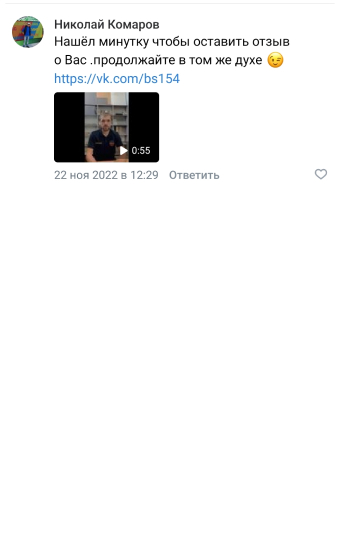 Николай Комаров
Нашёл минутку чтобы оставить отзыв
о Вас .продолжайте в том же духе 😉
https://vk.com/bs154
0:55
22 ноя 2022 в 12:29 Ответить